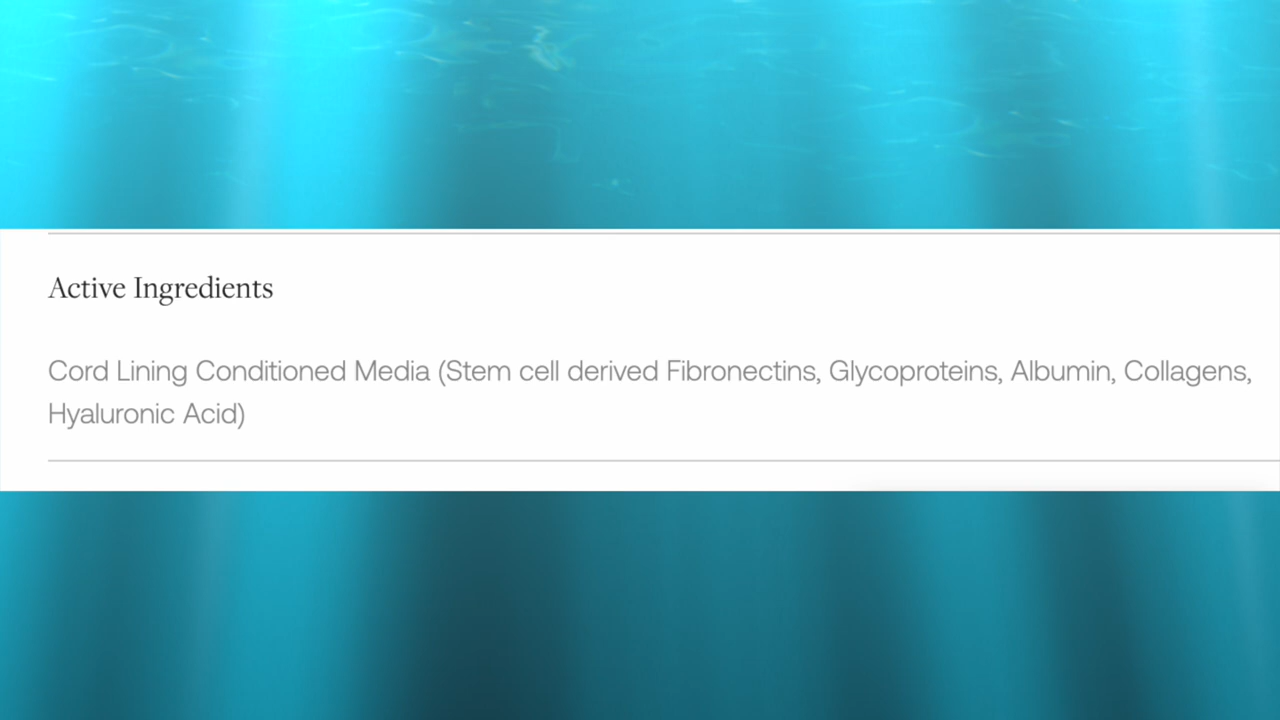 Active Ingredients
Cord Lining Conditioned Media (Stem cell derived Fibronectins, Glycoproteins, Albumin, Collagens,
Hyaluronic Acid)